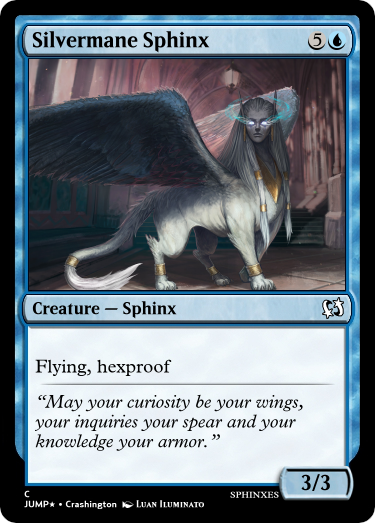 Silvermane Sphinx 5
Creature — Sphinx
Flying, hexproof
“May your curiosity be your wings,
your inquiries your spear and your
knowledge your armor.”
3/3
C
JUMP★ • Crashington Luan Iluminato
SPHINXES